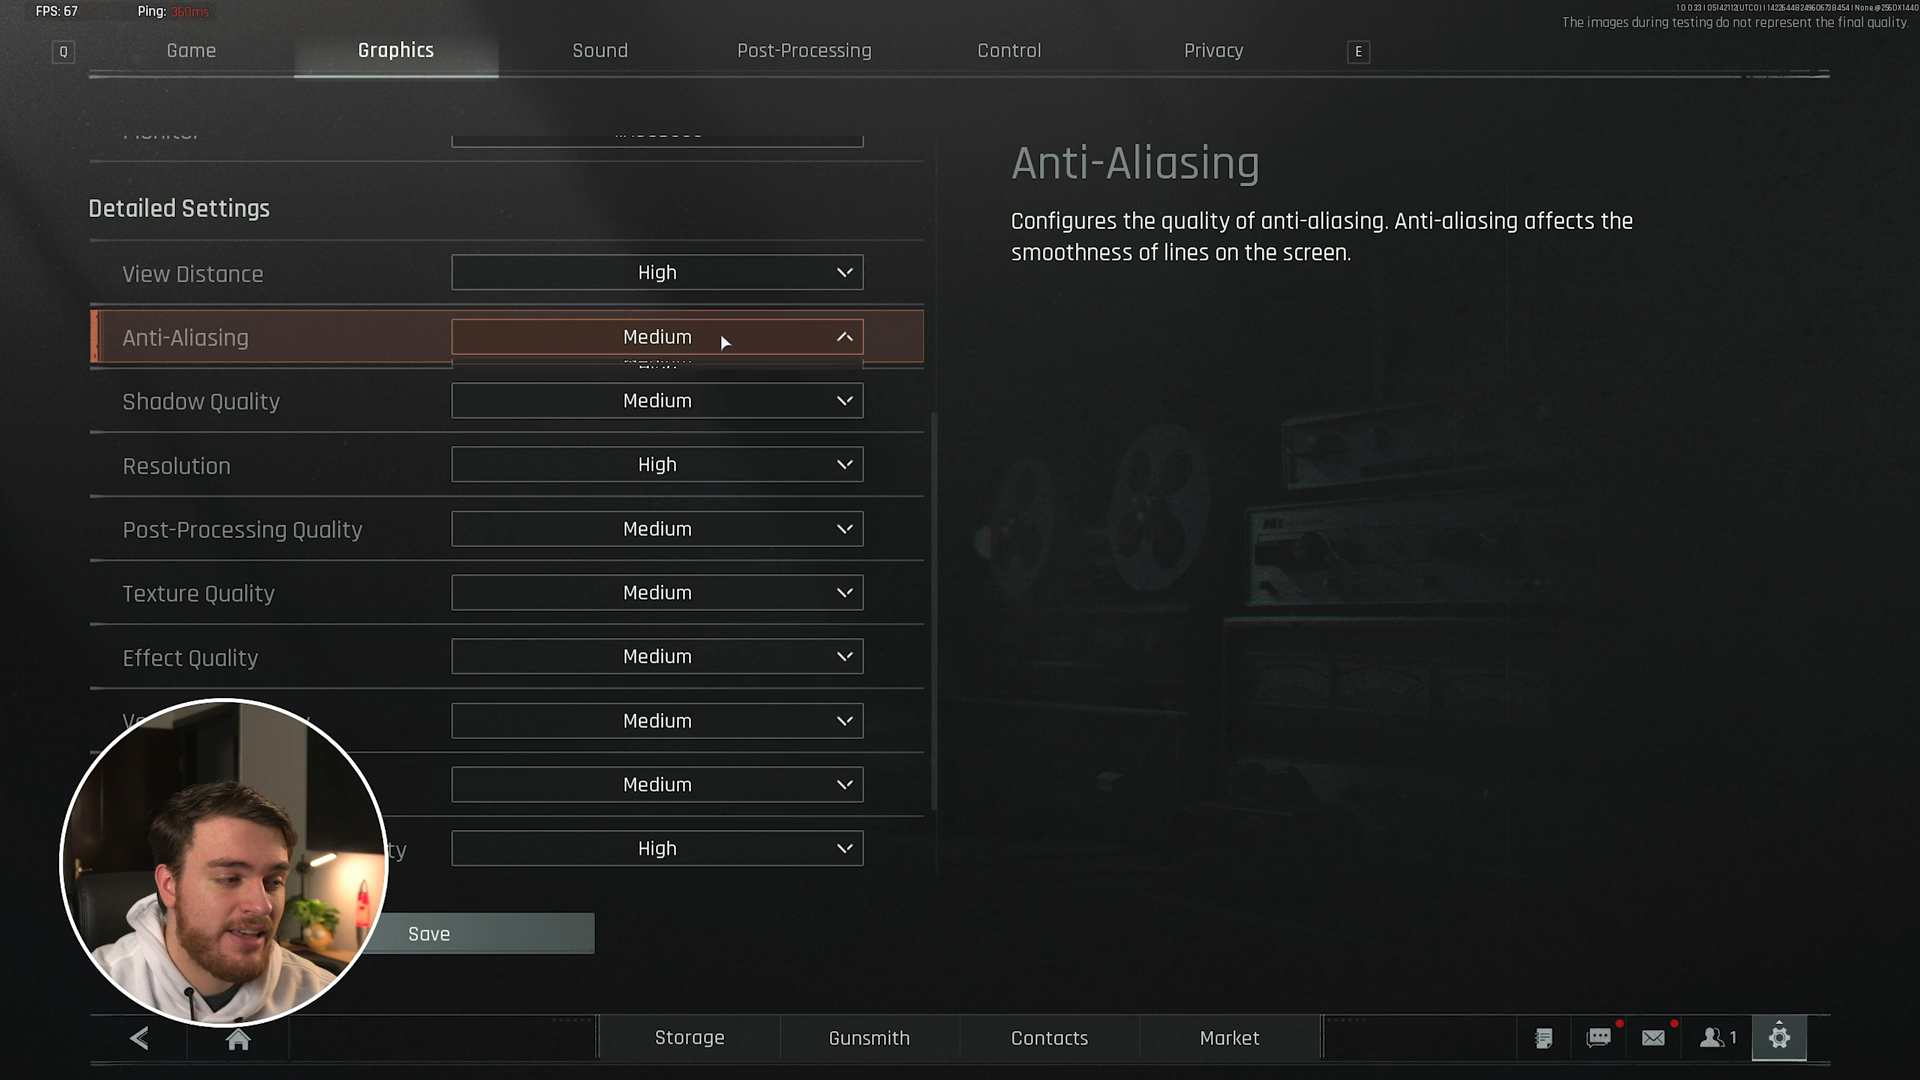 FPS: 67
Ping: 360ms
The images during testing do not represent the final quality.
Q
Game
Graphics
Sound
Post-Processing
Control
Privacy
E
Detailed Settings
View Distance
High
Anti-Aliasing
Medium
Shadow Quality
Medium
Resolution
High
Post-Processing Quality
Medium
Texture Quality
Medium
Effect Quality
Medium
Medium
Medium
ty
High
Save
Anti-Aliasing
Configures the quality of anti-aliasing. Anti-aliasing affects the
smoothness of lines on the screen.
Storage
Gunsmith
Contacts
Market
1